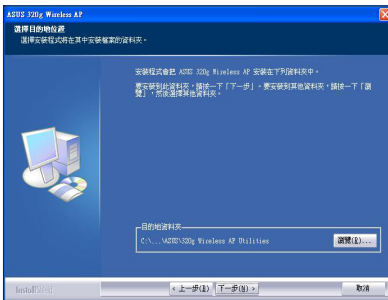 ASUS 320g Wireless AP
選擇目的地位置
選擇安裝程式將在其中安裝檔案的資料夾。
安裝程式會把 ASUS 320g Wireless AP 安裝在下列資料夾中。
要安裝到此資料夾，請按一下「下一步」。要安裝到其他資料夾，請按一下「瀏
覽」，然後選擇其他資料夾。
目的地資料夾
C:\...\ASUS\320g Wireless AP Utilities
瀏覽(R)...
InstallShield
< 上一步(B)
下一步(N) >
取消